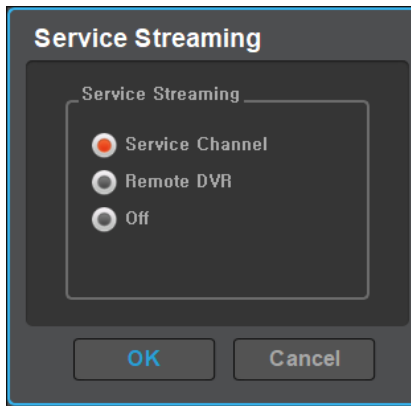 Service Streaming
Service Streaming
Service Channel
Remote DVR
Off
OK
Cancel